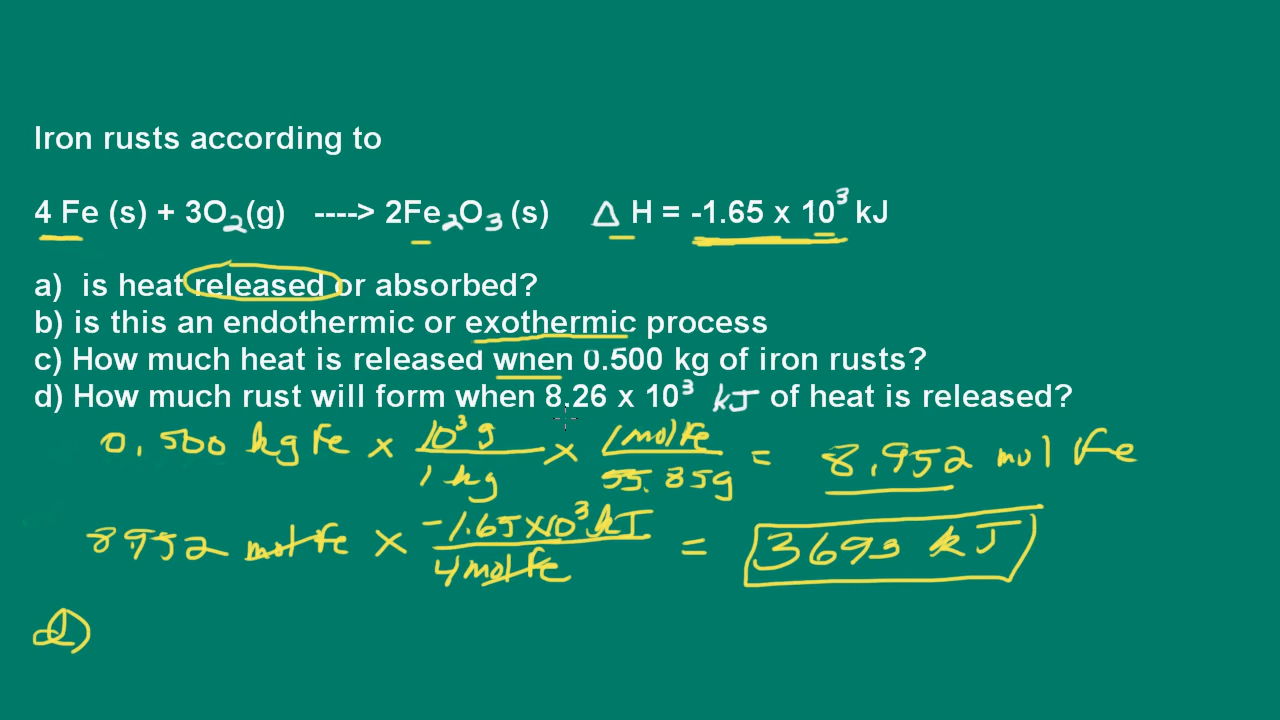 Iron rusts according to
4 Fe (s) + 3O₂(g) ----> 2Fe₂O₃ (s) Δ H = -1.65 x 10³ kJ
a) is heat released or absorbed?
b) is this an endothermic or exothermic process
c) How much heat is released when 0.500 kg of iron rusts?
d) How much rust will form when 8.26 x 10³ kJ of heat is released?
0.500 kg Fe × 10³ g / 1 kg × 1 mol Fe / 55.85g = 8.952 mol Fe
8.952 mol Fe × -1.65 × 10³ kJ / 4 mol Fe = 3693 kJ
d)